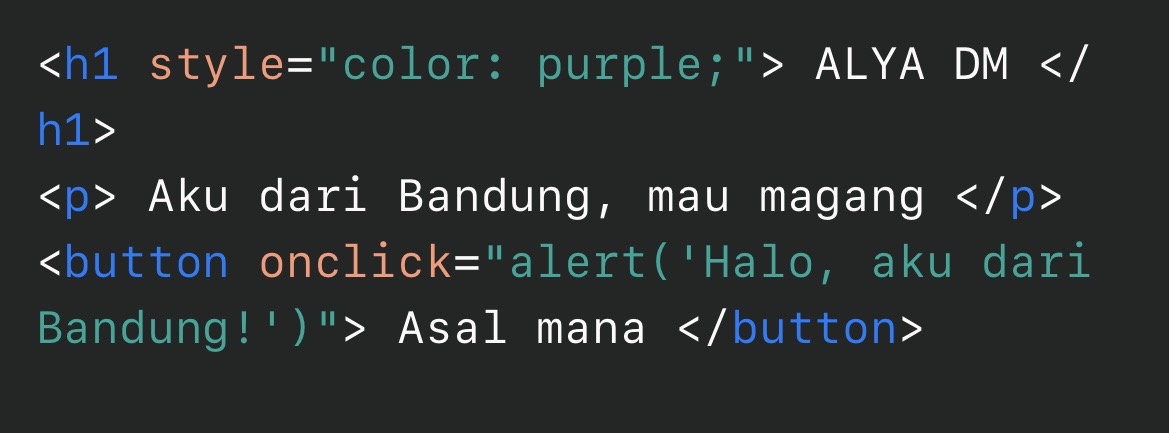 <h1 style="color: purple;"> ALYA DM </
h1>
<p> Aku dari Bandung, mau magang </p>
<button onclick="alert('Halo, aku dari
Bandung!')"> Asal mana </button>